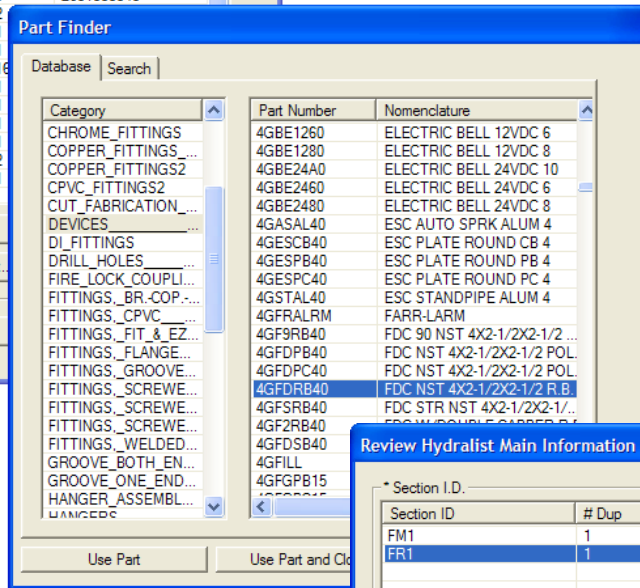 Part Finder
Database Search
Category
CHROME_FITTINGS
COPPER_FITTINGS_...
COPPER_FITTINGS2
CPVC_FITTINGS2
CUT_FABRICATION_...
DEVICES________...
DI_FITTINGS
DRILL_HOLES_____...
FIRE_LOCK_COUPLI...
FITTINGS,_BR.-COP.-...
FITTINGS,_CPVC___...
FITTINGS,_FIT_&_EZ...
FITTINGS,_FLANGE...
FITTINGS,_GROOVE...
FITTINGS,_SCREWE...
FITTINGS,_SCREWE...
FITTINGS,_SCREWE...
FITTINGS,_WELDED...
GROOVE_BOTH_EN...
GROOVE_ONE_END...
HANGER_ASSEMBL...
HANGERS
Part Number Nomenclature
4GBE1260 ELECTRIC BELL 12VDC 6
4GBE1280 ELECTRIC BELL 12VDC 8
4GBE24A0 ELECTRIC BELL 24VDC 10
4GBE2460 ELECTRIC BELL 24VDC 6
4GBE2480 ELECTRIC BELL 24VDC 8
4GASAL40 ESC AUTO SPRK ALUM 4
4GESCB40 ESC PLATE ROUND CB 4
4GESPB40 ESC PLATE ROUND PB 4
4GESPC40 ESC PLATE ROUND PC 4
4GSTAL40 ESC STANDPIPE ALUM 4
4GFRALRM FARR-LARM
4GF9RB40 FDC 90 NST 4X2-1/2X2-1/2 ...
4GFDPB40 FDC NST 4X2-1/2X2-1/2 POL.
4GFDPC40 FDC NST 4X2-1/2X2-1/2 POL.
4GFDRB40 FDC NST 4X2-1/2X2-1/2 R.B.
4GFSRB40 FDC STR NST 4X2-1/2X2-1/..
4GF2RB40
4GFDSB40
4GFILL
4GFGPB15
Use Part Use Part and Clo
Review Hydralist Main Information
* Section I.D.
Section ID # Dup
FM1 1
FR1 1